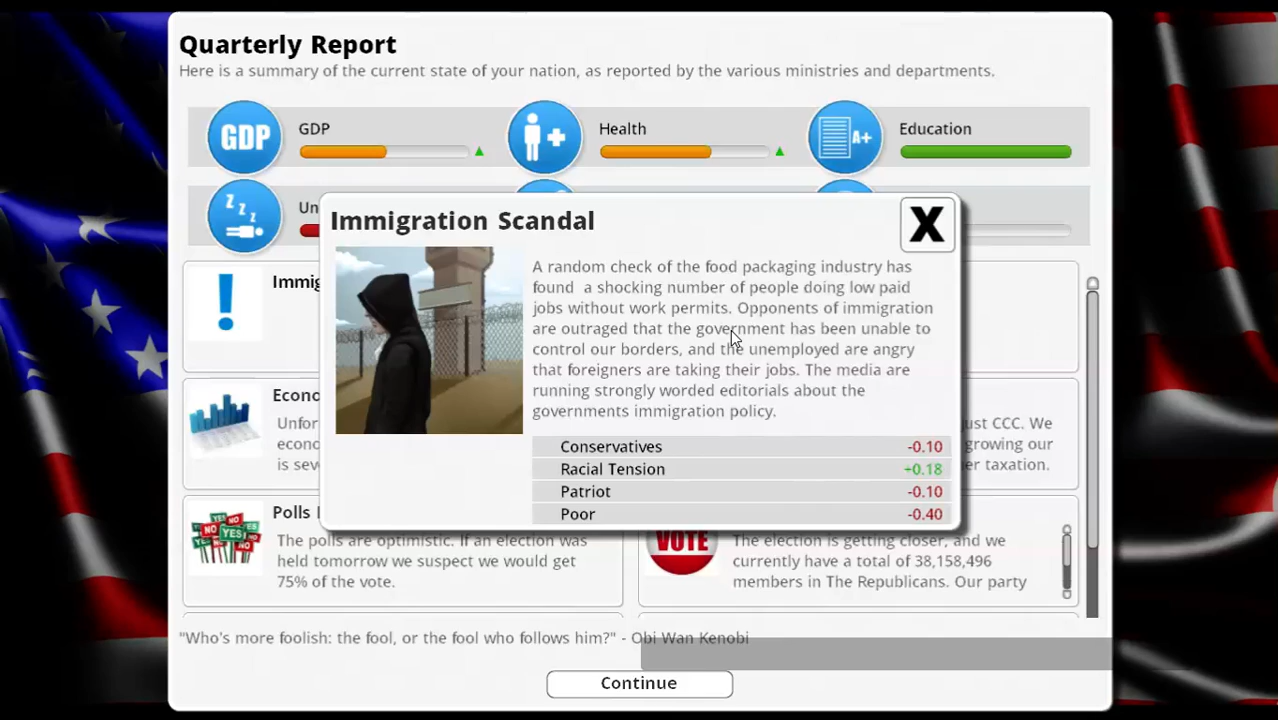 Quarterly Report
Here is a summary of the current state of your nation, as reported by the various ministries and departments.
GDP
GDP
Health
A+
Education
Z Z Z
Un
Immig
Immigration Scandal
X
A random check of the food packaging industry has
found a shocking number of people doing low paid
jobs without work permits. Opponents of immigration
are outraged that the government has been unable to
control our borders, and the unemployed are angry
that foreigners are taking their jobs. The media are
running strongly worded editorials about the
governments immigration policy.
Conservatives -0.10
Racial Tension +0.18
Patriot -0.10
Poor -0.40
Econo
Unfor
econo
is seve
just CCC. We
growing our
er taxation.
Polls
The polls are optimistic. If an election was
held tomorrow we suspect we would get
75% of the vote.
NO YES NO
VOTE
The election is getting closer, and we
currently have a total of 38,158,496
members in The Republicans. Our party
"Who's more foolish: the fool, or the fool who follows him?" - Obi Wan Kenobi
Continue